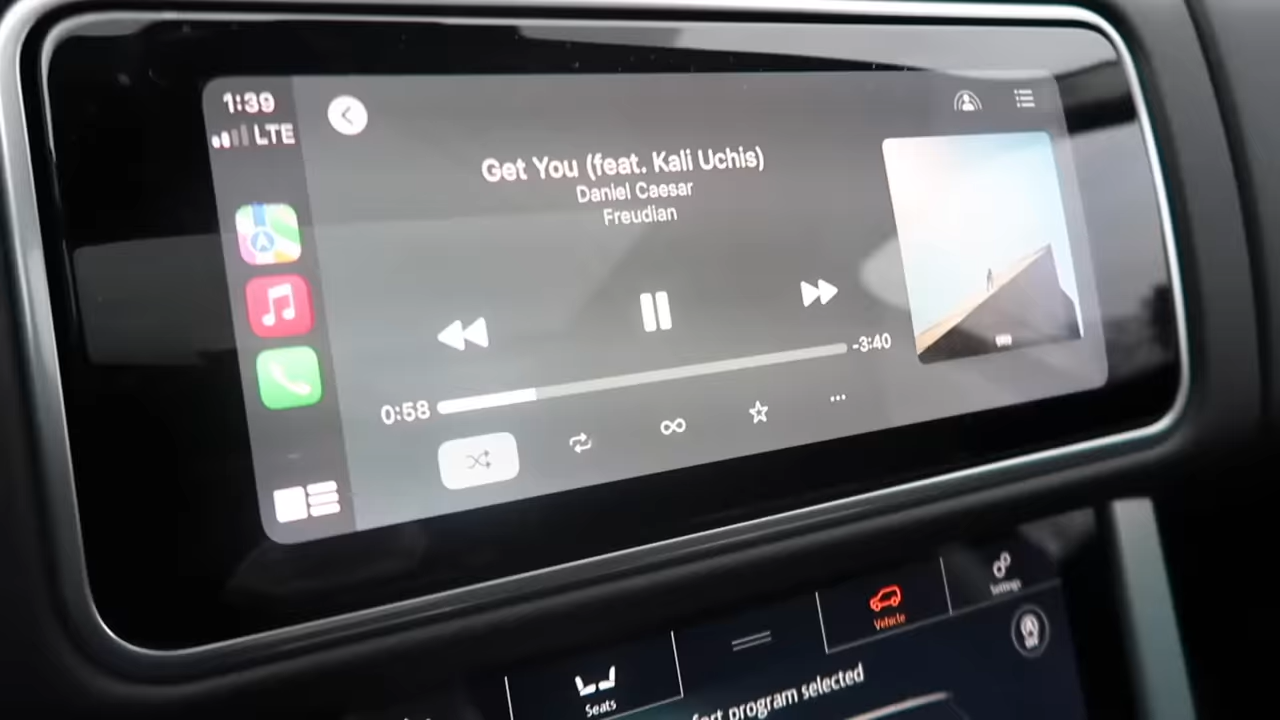 1:39
LTE
Get You (feat. Kali Uchis)
Daniel Caesar
Freudian
0:58
-3:40
Settings
Vehicle
Seats
program selected